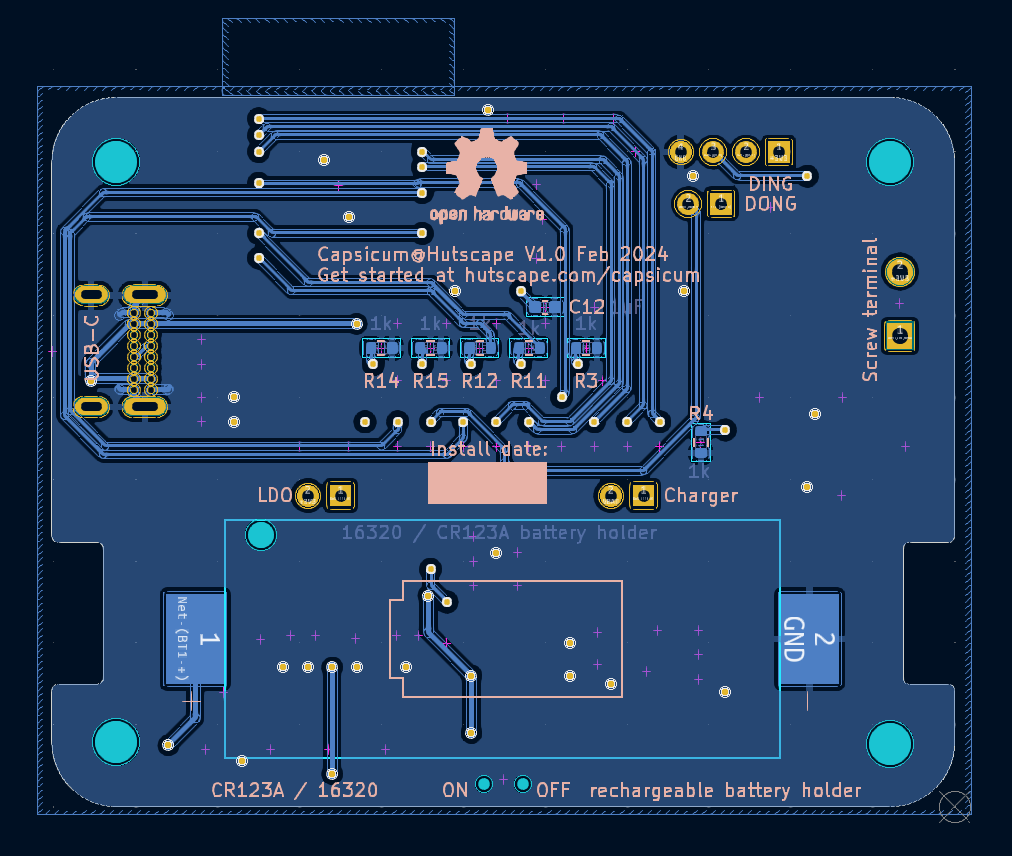 open hardware
DING
DONG
Capsicum@Hutscape V1.0 Feb 2024
Get started at hutscape.com/capsicum
Screw terminal
2
1
USB-C
C12
1uF
1k
1k
1k
1k
1k
R14
R15
R12
R11
R3
R4
1k
Install date:
LDO
Charger
16320 / CR123A battery holder
Net-(BT1-+)
1
2
GND
CR123A / 16320
ON
OFF
rechargeable battery holder